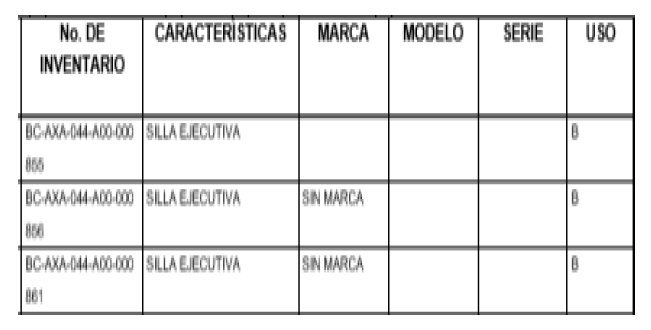 No. DE CARACTERISTICAS MARCA MODELO SERIE USO
INVENTARIO
BC-AXA-044-A00-000 SILLA EJECUTIVA B
855
BC-AXA-044-A00-000 SILLA EJECUTIVA SIN MARCA B
856
BC-AXA-044-A00-000 SILLA EJECUTIVA SIN MARCA B
861